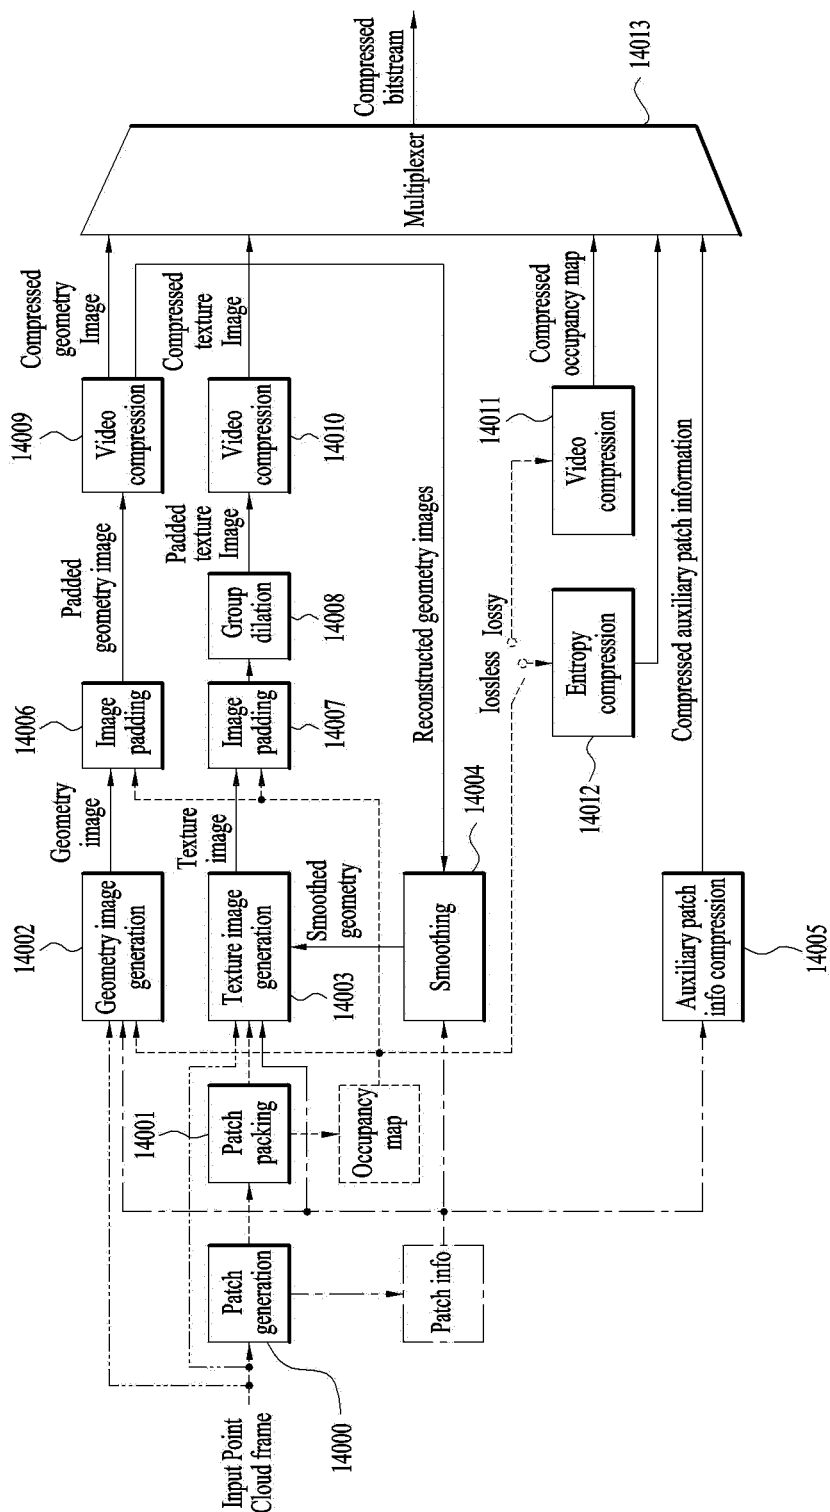 Input Point
Cloud frame
Patch
generation
14000
Patch info
Patch
packing
14001
Occupancy
map
Geometry image
generation
14002
Texture image
generation
14003
Smoothed
geometry
Smoothing
14004
Auxiliary patch
info compression
14005
Geometry
image
Texture
image
Image
padding
14006
Image
padding
14007
Group
dilation
14008
Padded
geometry image
Padded
texture
Image
Video
compression
14009
Video
compression
14010
Reconstructed geometry images
lossless
lossy
Entropy
compression
14012
Video
compression
14011
Compressed
geometry
Image
Compressed
texture
Image
Compressed
occupancy map
Compressed auxiliary patch information
Multiplexer
14013
Compressed
bitstream